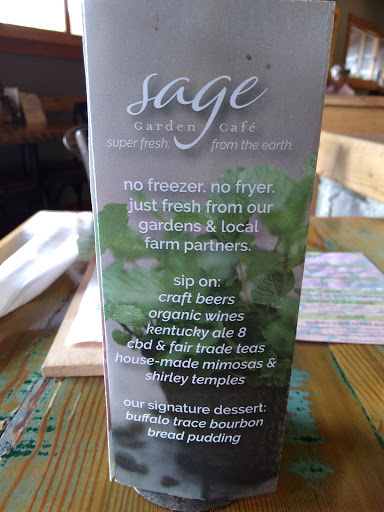 sage
Garden Café
super fresh. from the earth.
no freezer. no fryer.
just fresh from our
gardens & local
farm partners.
sip on:
craft beers
organic wines
kentucky ale 8
cbd & fair trade teas
house-made mimosas &
shirley temples
our signature dessert:
buffalo trace bourbon
bread pudding